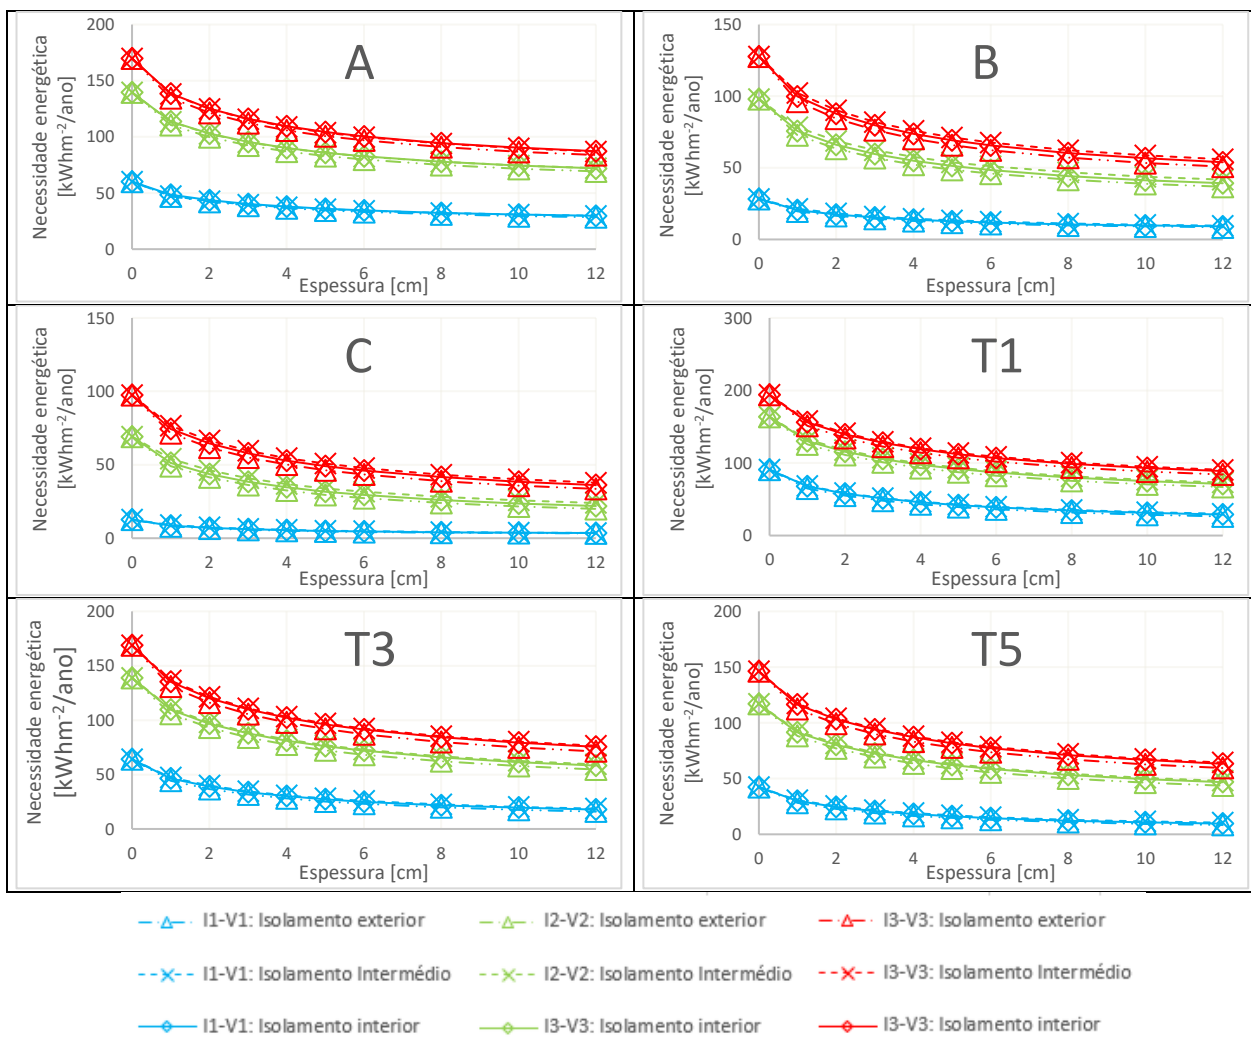 A
Necessidade energética
[kWhm⁻²/ano]
200
150
100
50
0
0 2 4 6 8 10 12
Espessura [cm]
B
Necessidade energética
[kWhm⁻²/ano]
150
100
50
0
0 2 4 6 8 10 12
Espessura [cm]
C
Necessidade energética
[kWhm⁻²/ano]
150
100
50
0
0 2 4 6 8 10 12
Espessura [cm]
T1
Necessidade energética
[kWhm⁻²/ano]
300
200
100
0
0 2 4 6 8 10 12
Espessura [cm]
T3
Necessidade energética
[kWhm⁻²/ano]
200
150
100
50
0
0 2 4 6 8 10 12
Espessura [cm]
T5
Necessidade energética
[kWhm⁻²/ano]
200
150
100
50
0
0 2 4 6 8 10 12
Espessura [cm]
I1-V1: Isolamento exterior
I2-V2: Isolamento exterior
I3-V3: Isolamento exterior
I1-V1: Isolamento Intermédio
I2-V2: Isolamento Intermédio
I3-V3: Isolamento Intermédio
I1-V1: Isolamento interior
I3-V3: Isolamento interior
I3-V3: Isolamento interior